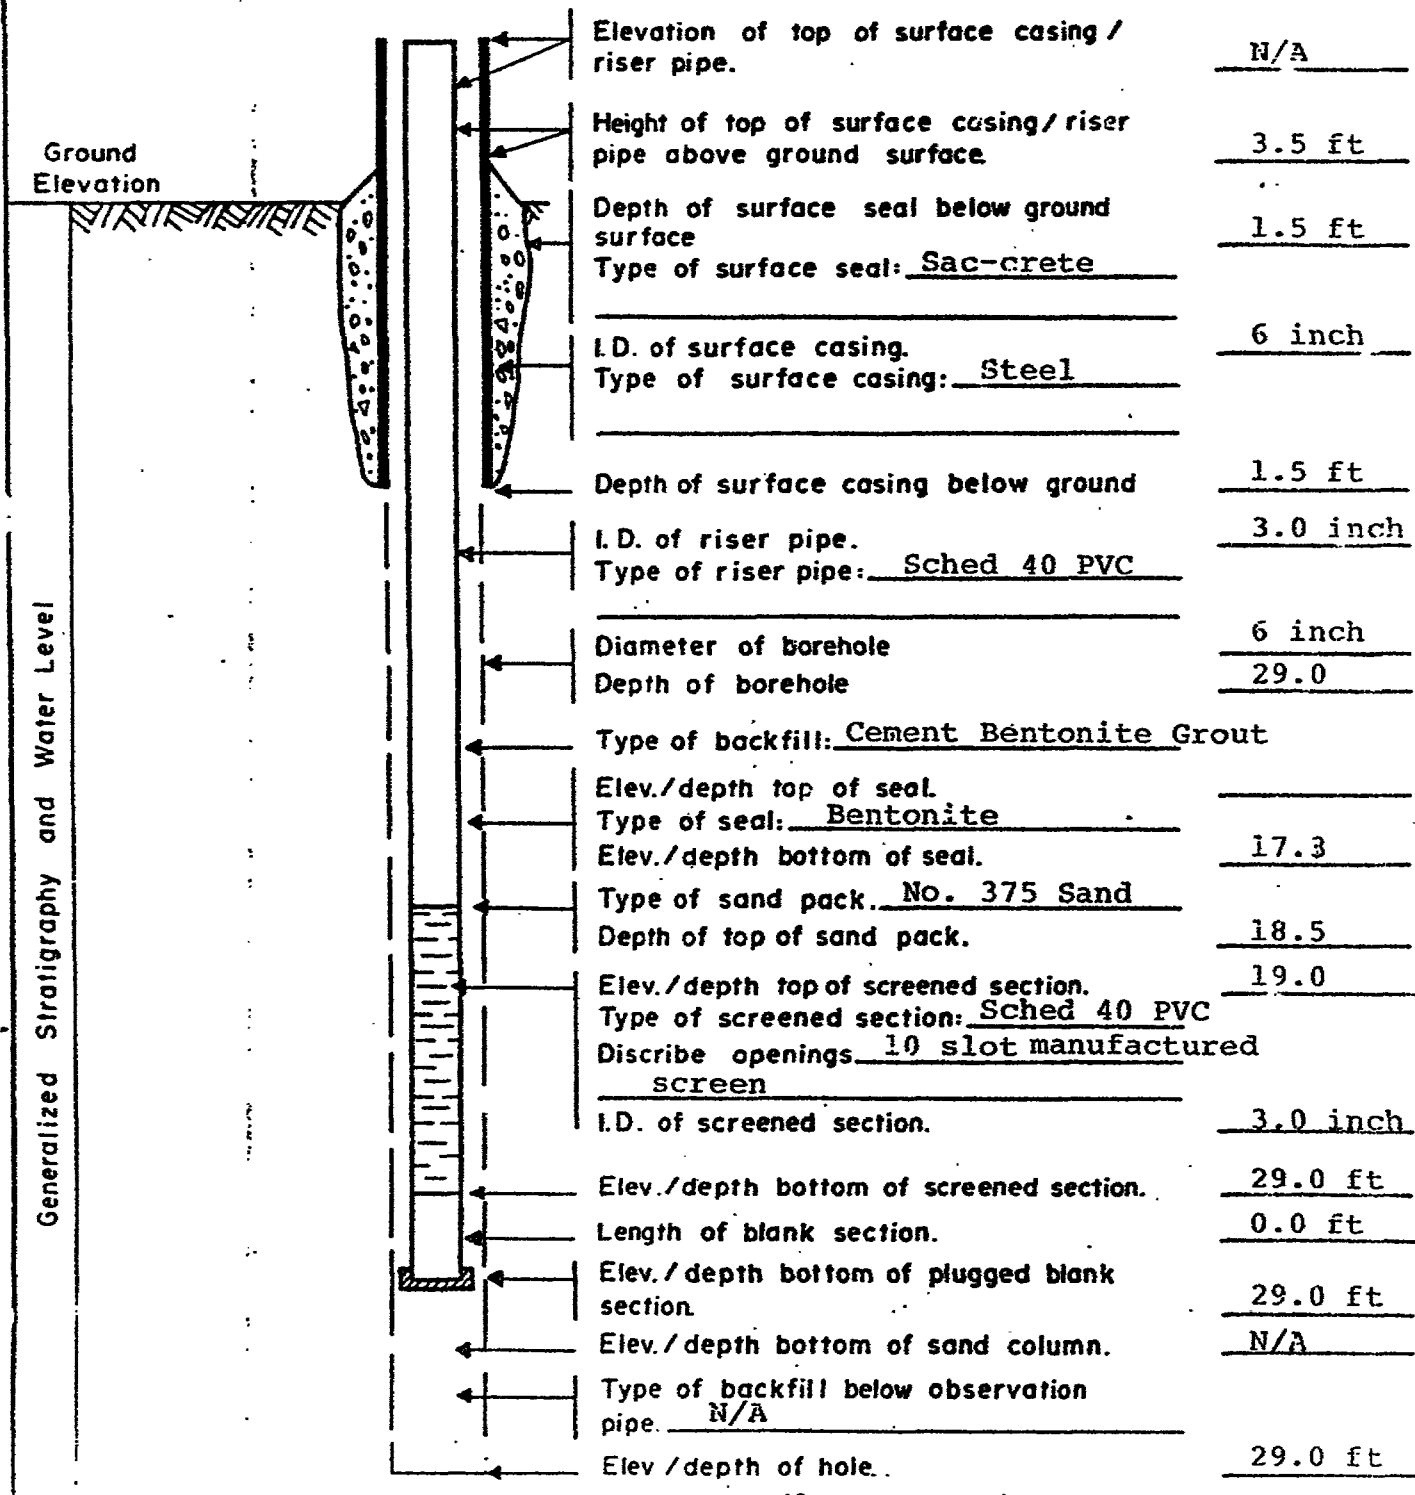 Elevation of top of surface casing /
riser pipe. N/A
Height of top of surface casing / riser
pipe above ground surface 3.5 ft
Ground
Elevation
Depth of surface seal below ground
surface 1.5 ft
Type of surface seal: Sac-crete
I.D. of surface casing. 6 inch
Type of surface casing: Steel
Depth of surface casing below ground 1.5 ft
I.D. of riser pipe. 3.0 inch
Type of riser pipe: Sched 40 PVC
Diameter of borehole 6 inch
Depth of borehole 29.0
Type of backfill: Cement Bentonite Grout
Elev./depth top of seal.
Type of seal: Bentonite
Elev./depth bottom of seal. 17.3
Type of sand pack. No. 375 Sand
Depth of top of sand pack. 18.5
Elev./depth top of screened section. 19.0
Type of screened section: Sched 40 PVC
Discribe openings 10 slot manufactured
screen
I.D. of screened section. 3.0 inch
Elev./depth bottom of screened section. 29.0 ft
Length of blank section. 0.0 ft
Elev./depth bottom of plugged blank
section. 29.0 ft
Elev./depth bottom of sand column. N/A
Type of backfill below observation
pipe. N/A
Elev/depth of hole. 29.0 ft
Generalized Stratigraphy and Water Level